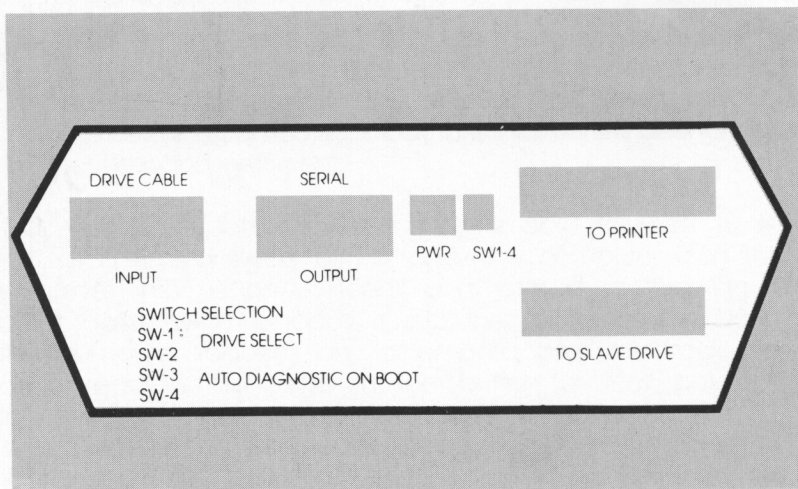 DRIVE CABLE
SERIAL
INPUT
OUTPUT
PWR
SW1-4
TO PRINTER
SWITCH SELECTION
SW-1 :
DRIVE SELECT
SW-2
SW-3
AUTO DIAGNOSTIC ON BOOT
SW-4
TO SLAVE DRIVE